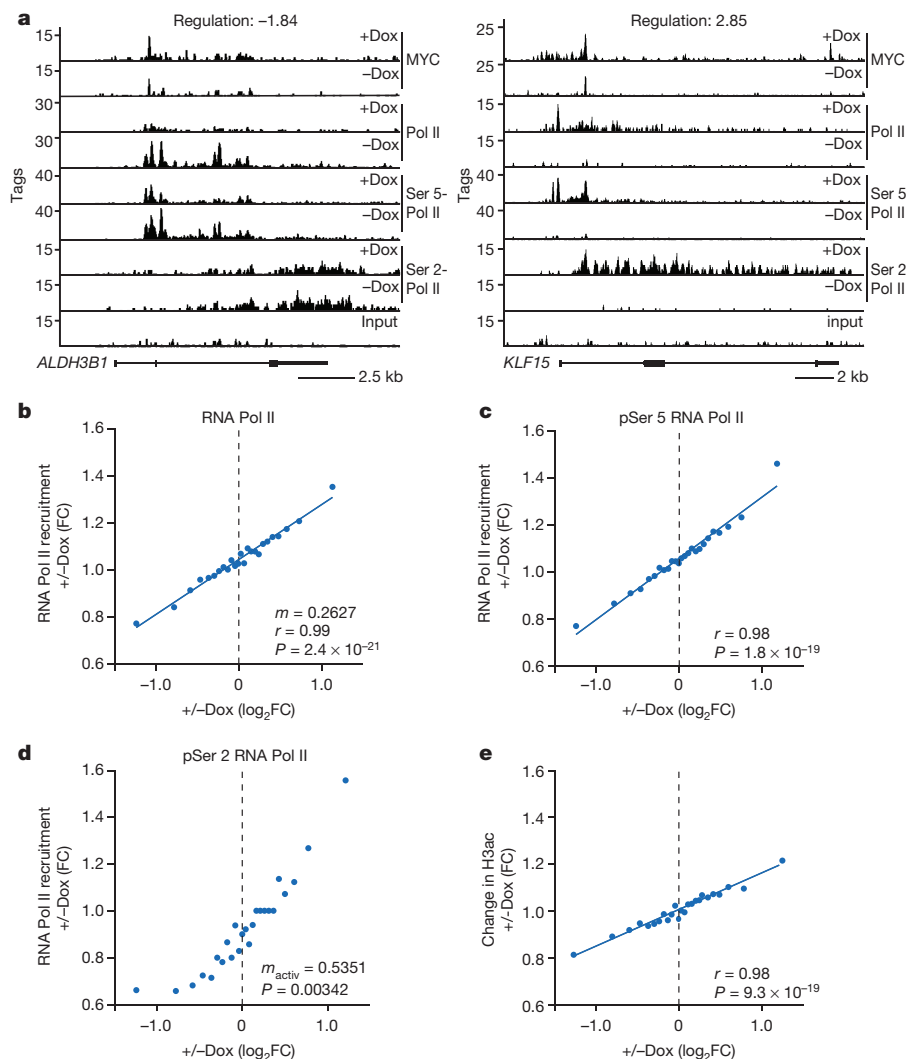 a
Regulation: –1.84
Regulation: 2.85
Tags
15
+Dox
MYC
15
–Dox
30
+Dox
Pol II
30
–Dox
40
+Dox
Ser 5-
Pol II
40
–Dox
15
+Dox
Ser 2-
Pol II
15
–Dox
15
Input
ALDH3B1
2.5 kb
25
+Dox
MYC
25
–Dox
15
+Dox
Pol II
15
–Dox
40
+Dox
Ser 5
Pol II
40
–Dox
15
+Dox
Ser 2
Pol II
15
–Dox
15
input
KLF15
2 kb
b
RNA Pol II
RNA Pol II recruitment
+/–Dox (FC)
1.6
1.4
1.2
1.0
0.8
0.6
m = 0.2627
r = 0.99
P = 2.4 × 10⁻²¹
–1.0
0
1.0
+/–Dox (log₂FC)
c
pSer 5 RNA Pol II
RNA Pol II recruitment
+/–Dox (FC)
1.6
1.4
1.2
1.0
0.8
0.6
r = 0.98
P = 1.8 × 10⁻¹⁹
–1.0
0
1.0
+/–Dox (log₂FC)
d
pSer 2 RNA Pol II
RNA Pol II recruitment
+/–Dox (FC)
1.6
1.4
1.2
1.0
0.8
0.6
m activ = 0.5351
P = 0.00342
–1.0
0
1.0
+/–Dox (log₂FC)
e
Change in H3ac
+/–Dox (FC)
1.6
1.4
1.2
1.0
0.8
0.6
r = 0.98
P = 9.3 × 10⁻¹⁹
–1.0
0
1.0
+/–Dox (log₂FC)